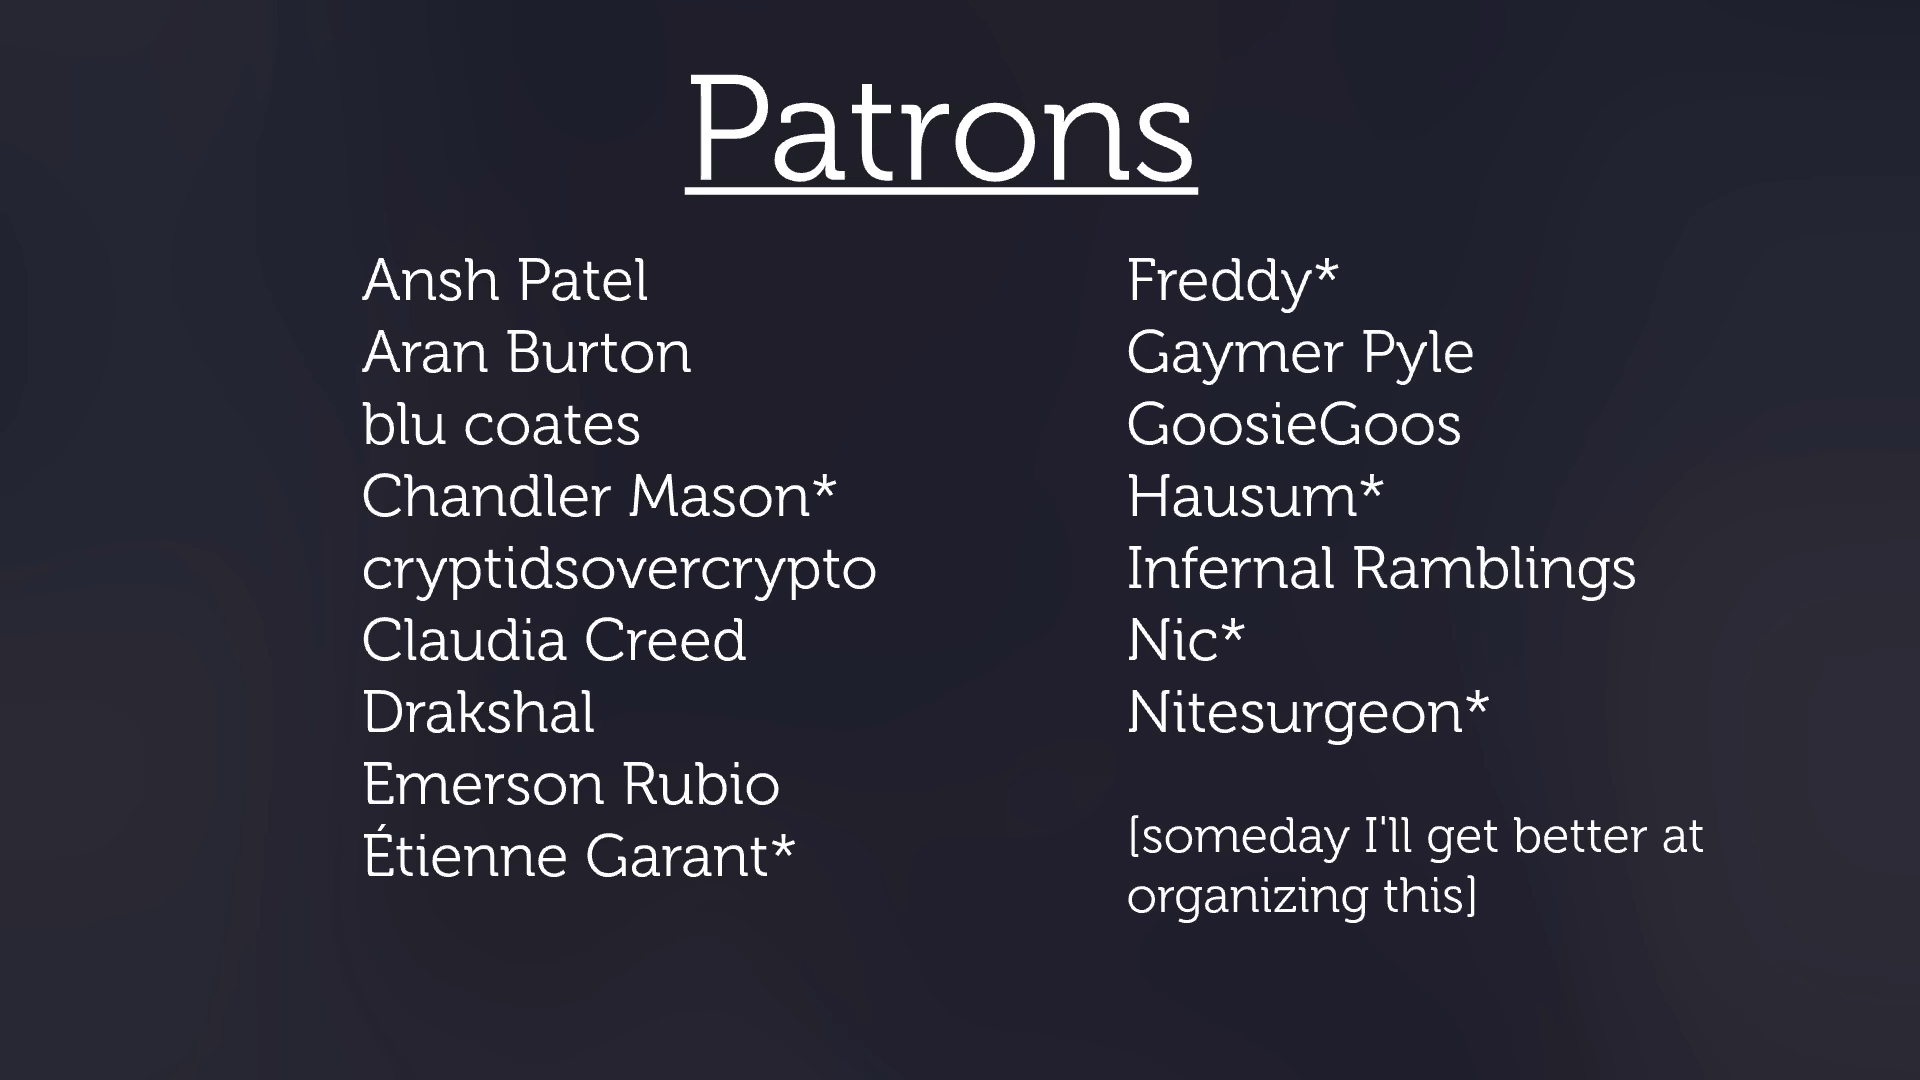 Patrons
Ansh Patel
Aran Burton
blu coates
Chandler Mason*
cryptidsovercrypto
Claudia Creed
Drakshal
Emerson Rubio
Étienne Garant*
Freddy*
Gaymer Pyle
GoosieGoos
Hausum*
Infernal Ramblings
Nic*
Nitesurgeon*
[someday I'll get better at
organizing this]